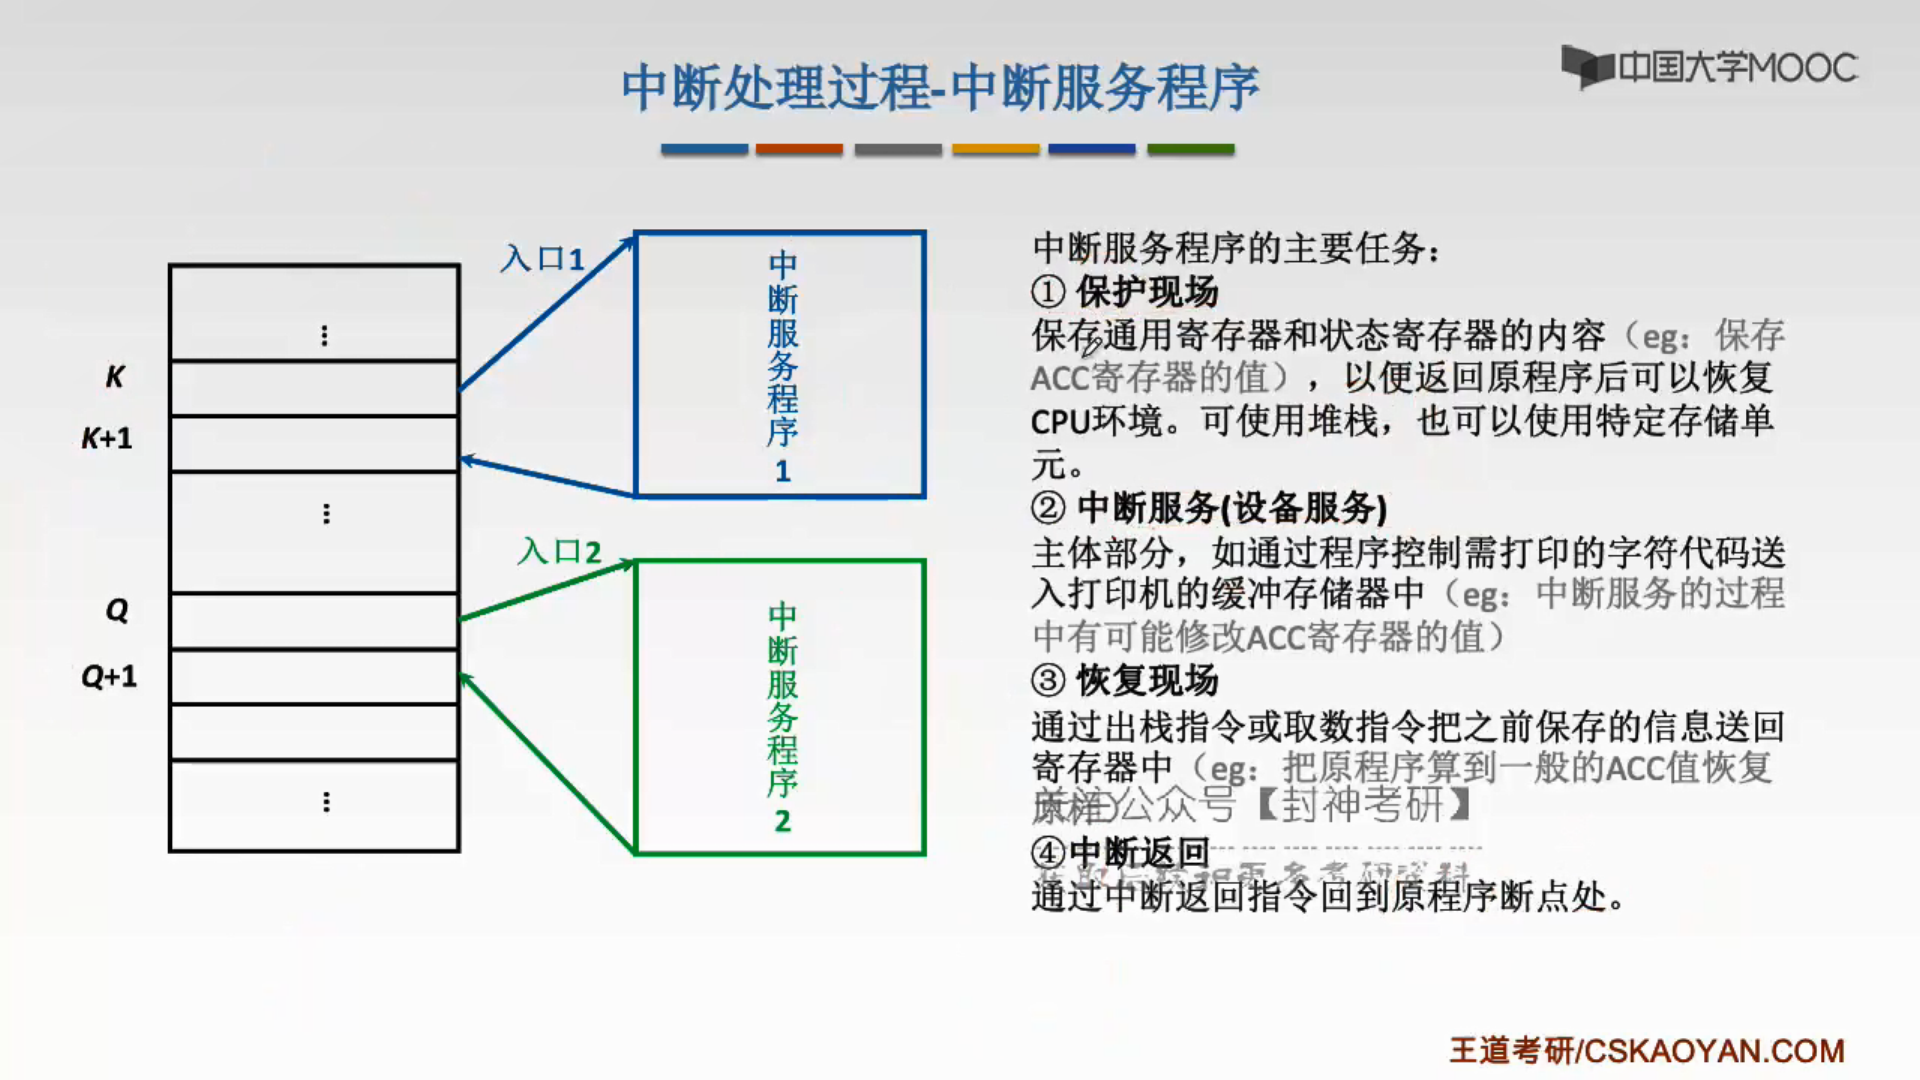 中断处理过程-中断服务程序
中国大学MOOC
K
K+1
Q
Q+1
入口1
中断服务程序1
入口2
中断服务程序2
中断服务程序的主要任务：
① 保护现场
保存通用寄存器和状态寄存器的内容（eg：保存
ACC寄存器的值），以便返回原程序后可以恢复
CPU环境。可使用堆栈，也可以使用特定存储单
元。
② 中断服务(设备服务)
主体部分，如通过程序控制需打印的字符代码送
入打印机的缓冲存储器中（eg：中断服务的过程
中有可能修改ACC寄存器的值）
③ 恢复现场
通过出栈指令或取数指令把之前保存的信息送回
寄存器中（eg：把原程序算到一般的ACC值恢复
原样）
公众号【封神考研】
④中断返回
通过中断返回指令回到原程序断点处。
王道考研/CSKAOYAN.COM